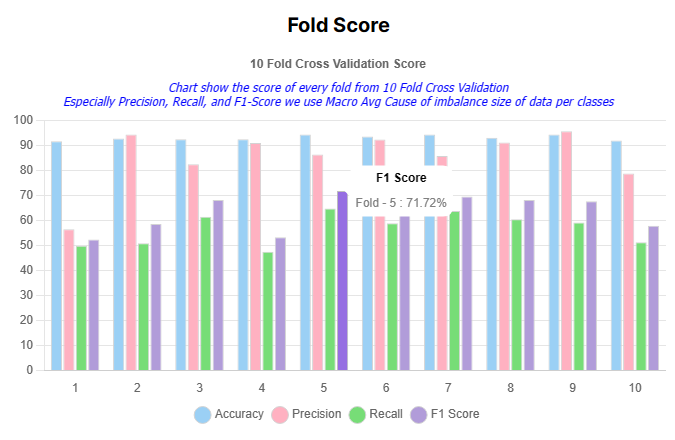 Fold Score
10 Fold Cross Validation Score
Chart show the score of every fold from 10 Fold Cross Validation
Especially Precision, Recall, and F1-Score we use Macro Avg Cause of imbalance size of data per classes
100
90
80
70
60
50
40
30
20
10
0
F1 Score
Fold - 5 : 71.72%
1 2 3 4 5 6 7 8 9 10
Accuracy Precision Recall F1 Score